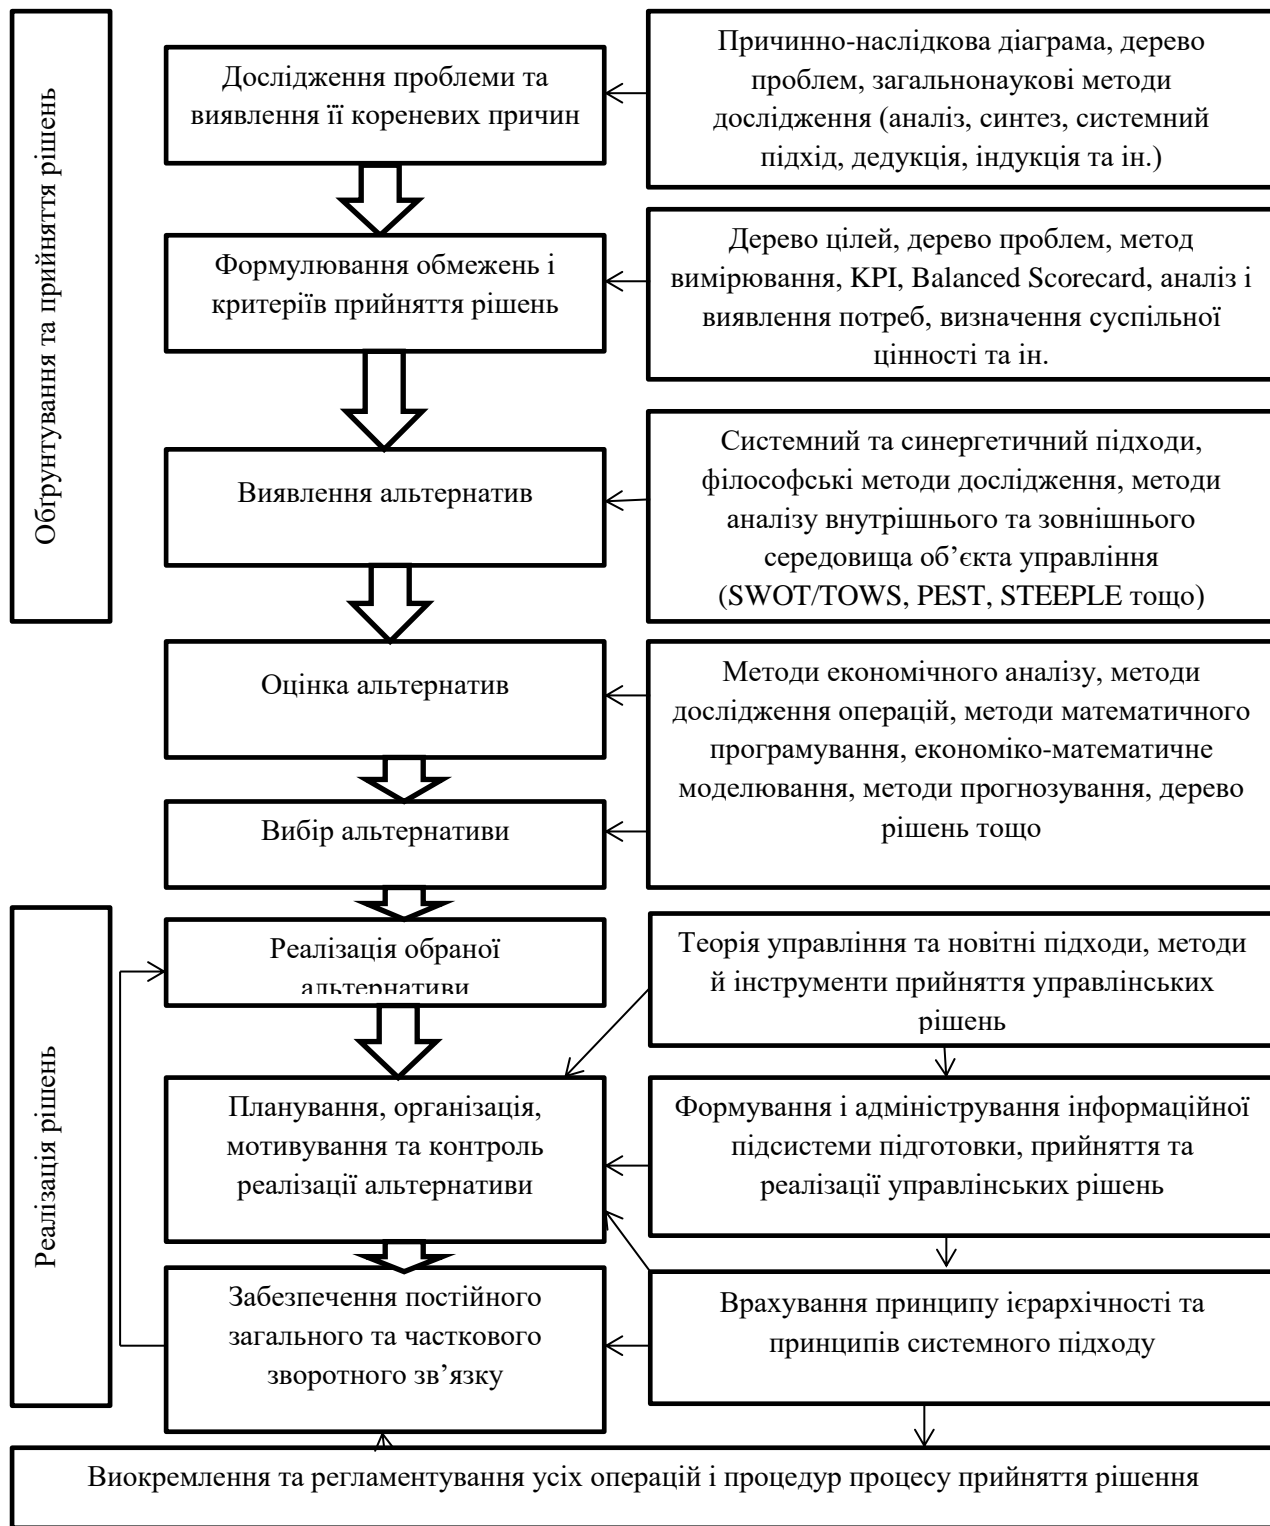 Обґрунтування та прийняття рішень
Дослідження проблеми та
виявлення її кореневих причин
Причинно-наслідкова діаграма, дерево
проблем, загальнонаукові методи
дослідження (аналіз, синтез, системний
підхід, дедукція, індукція та ін.)
Формулювання обмежень і
критеріїв прийняття рішень
Дерево цілей, дерево проблем, метод
вимірювання, KPI, Balanced Scorecard, аналіз і
виявлення потреб, визначення суспільної
цінності та ін.
Виявлення альтернатив
Системний та синергетичний підходи,
філософські методи дослідження, методи
аналізу внутрішнього та зовнішнього
середовища об’єкта управління
(SWOT/TOWS, PEST, STEEPLE тощо)
Оцінка альтернатив
Методи економічного аналізу, методи
дослідження операцій, методи математичного
програмування, економіко-математичне
моделювання, методи прогнозування, дерево
рішень тощо
Вибір альтернативи
Реалізація рішень
Реалізація обраної
альтернативи
Теорія управління та новітні підходи, методи
й інструменти прийняття управлінських
рішень
Планування, організація,
мотивування та контроль
реалізації альтернативи
Формування і адміністрування інформаційної
підсистеми підготовки, прийняття та
реалізації управлінських рішень
Забезпечення постійного
загального та часткового
зворотного зв’язку
Врахування принципу ієрархічності та
принципів системного підходу
Виокремлення та регламентування усіх операцій і процедур процесу прийняття рішення